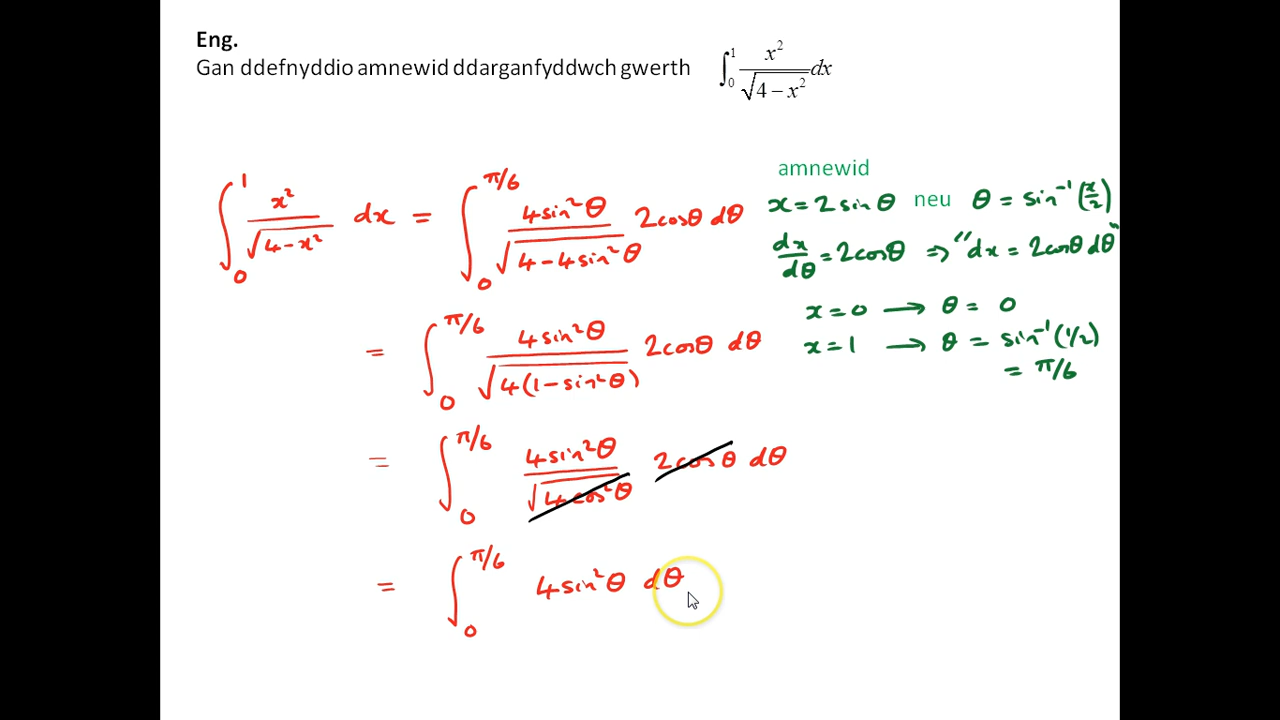 Eng.
Gan ddefnyddio amnewid ddarganfyddwch gwerth ∫₀¹ x²/√(4 − x²) dx
amnewid
∫₀¹ x²/√(4−x²) dx = ∫₀^(π/6) 4sin²θ/√(4−4sin²θ) 2cosθ dθ
x = 2sinθ neu θ = sin⁻¹(x/2)
dx/dθ = 2cosθ ⇒ "dx = 2cosθ dθ"
x = 0 → θ = 0
x = 1 → θ = sin⁻¹(1/2)
= π/6
= ∫₀^(π/6) 4sin²θ/√(4(1−sin²θ)) 2cosθ dθ
= ∫₀^(π/6) 4sin²θ/√(4cos²θ) 2cosθ dθ
= ∫₀^(π/6) 4sin²θ dθ